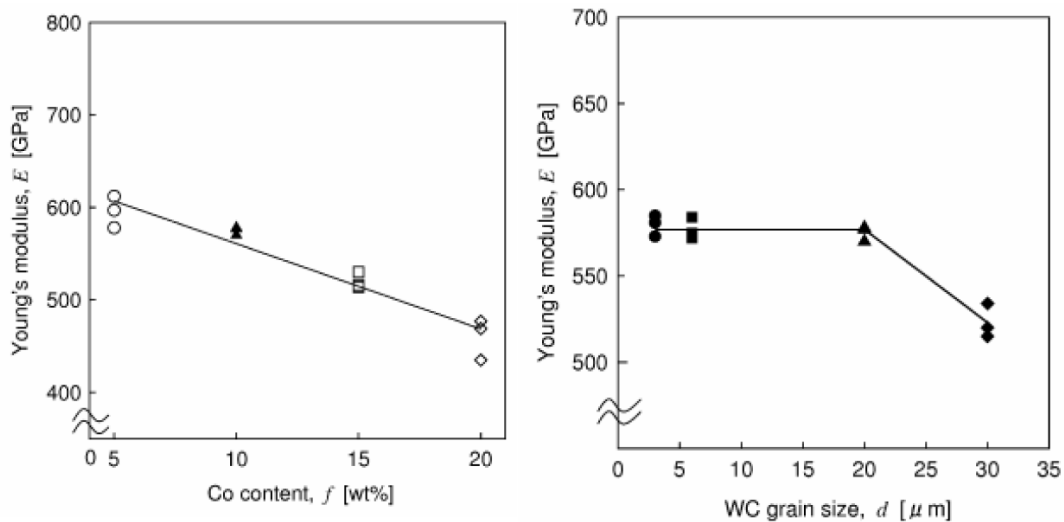 800
700
600
500
400
0 5 10 15 20
Young's modulus, E [GPa]
Co content, f [wt%]
700
650
600
550
500
0 5 10 15 20 25 30 35
Young's modulus, E [GPa]
WC grain size, d [μm]